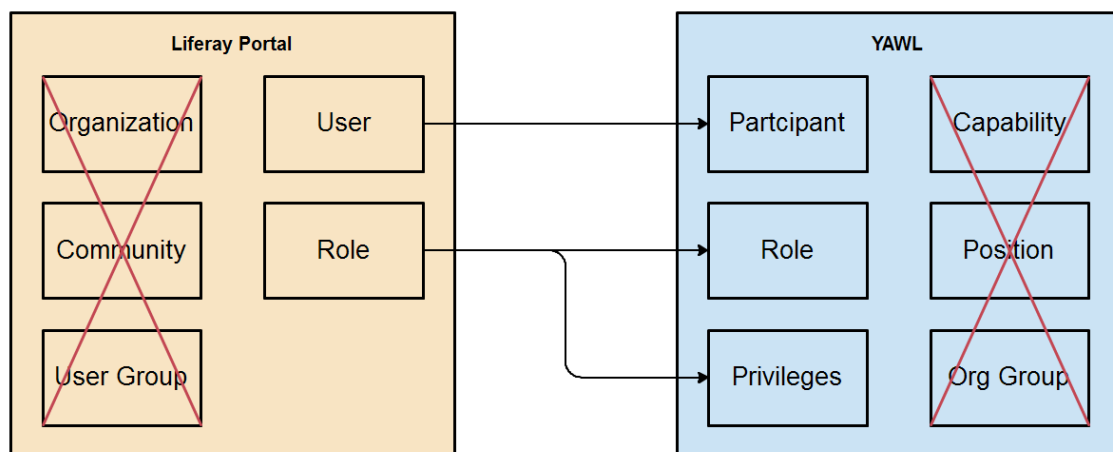 Liferay Portal
Organization
User
Community
Role
User Group
YAWL
Partcipant
Capability
Role
Position
Privileges
Org Group